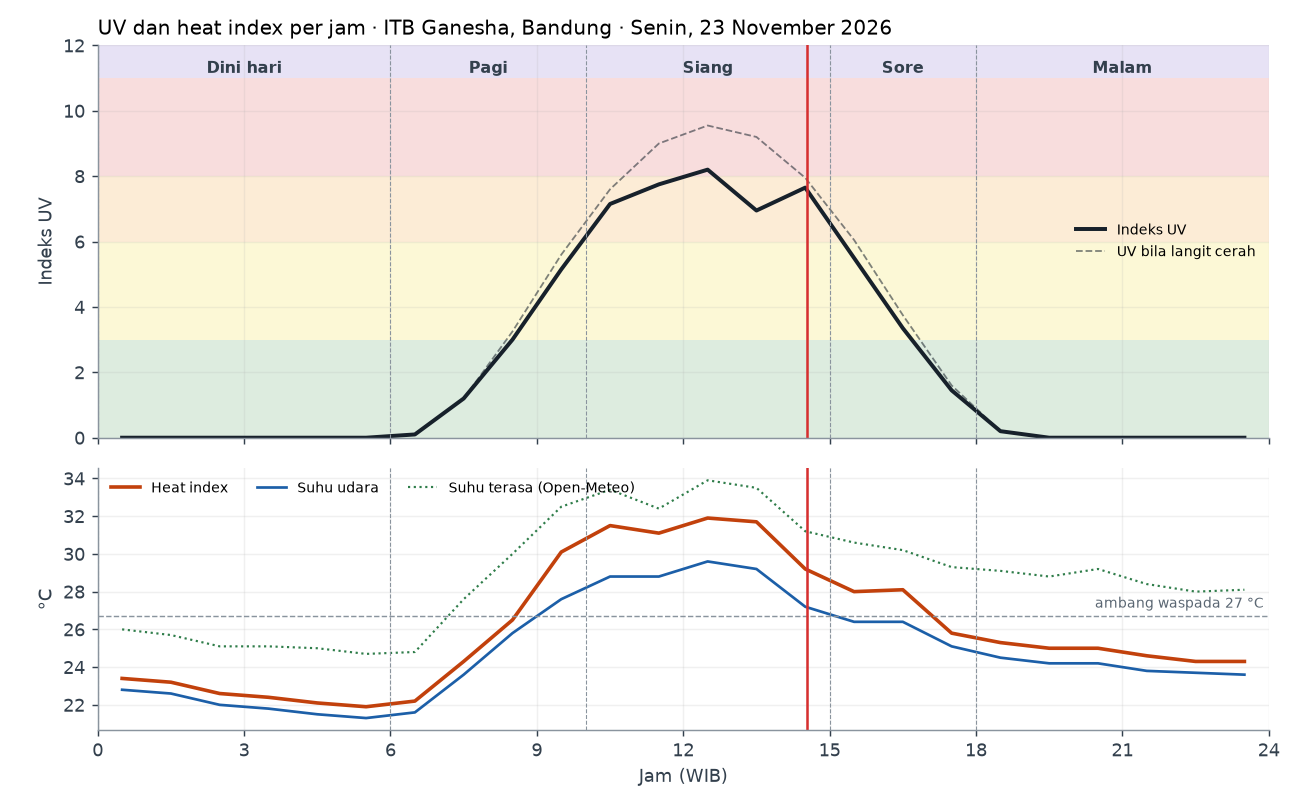 UV dan heat index per jam · ITB Ganesha, Bandung · Senin, 23 November 2026
12
10
8
6
4
2
0
Indeks UV
Dini hari
Pagi
Siang
Sore
Malam
Indeks UV
UV bila langit cerah
34
32
30
28
26
24
22
°C
Heat index
Suhu udara
Suhu terasa (Open-Meteo)
ambang waspada 27 °C
0 3 6 9 12 15 18 21 24
Jam (WIB)